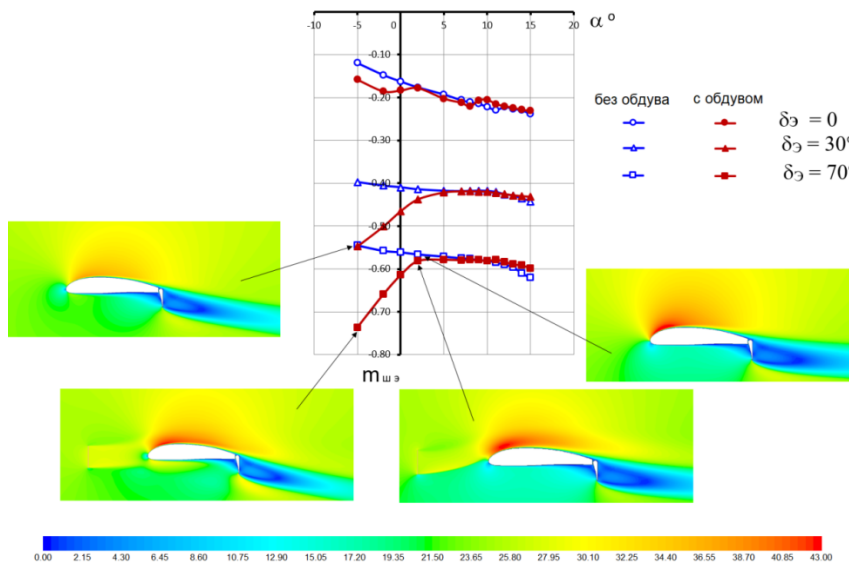 -10 -5 0 5 10 15 20 α °
-0.10
-0.20
-0.30
-0.40
-0.50
-0.60
-0.70
-0.80
m ш э
без обдува с обдувом
δэ = 0
δэ = 30°
δэ = 70°
0.00 2.15 4.30 6.45 8.60 10.75 12.90 15.05 17.20 19.35 21.50 23.65 25.80 27.95 30.10 32.25 34.40 36.55 38.70 40.85 43.00